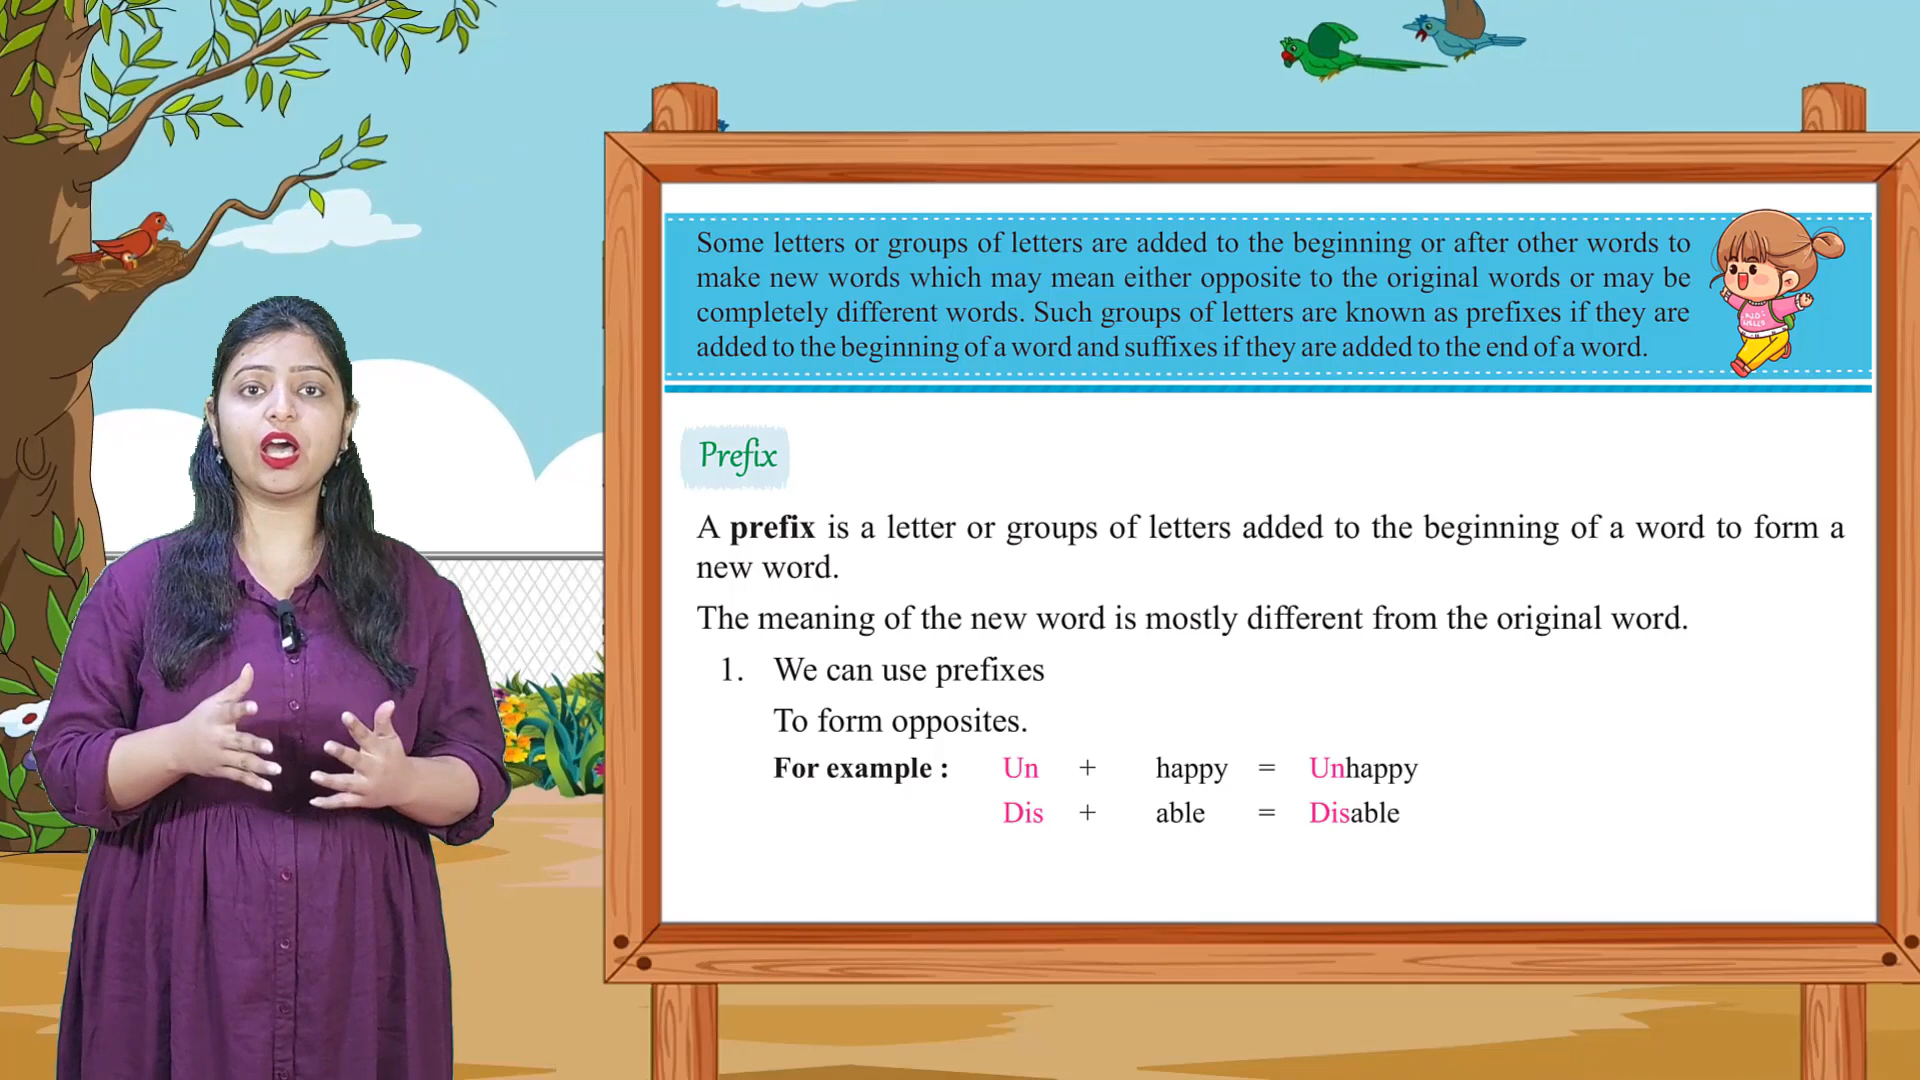 Some letters or groups of letters are added to the beginning or after other words to
make new words which may mean either opposite to the original words or may be
completely different words. Such groups of letters are known as prefixes if they are
added to the beginning of a word and suffixes if they are added to the end of a word.
Prefix
A prefix is a letter or groups of letters added to the beginning of a word to form a
new word.
The meaning of the new word is mostly different from the original word.
1. We can use prefixes
To form opposites.
For example : Un + happy = Unhappy
Dis + able = Disable